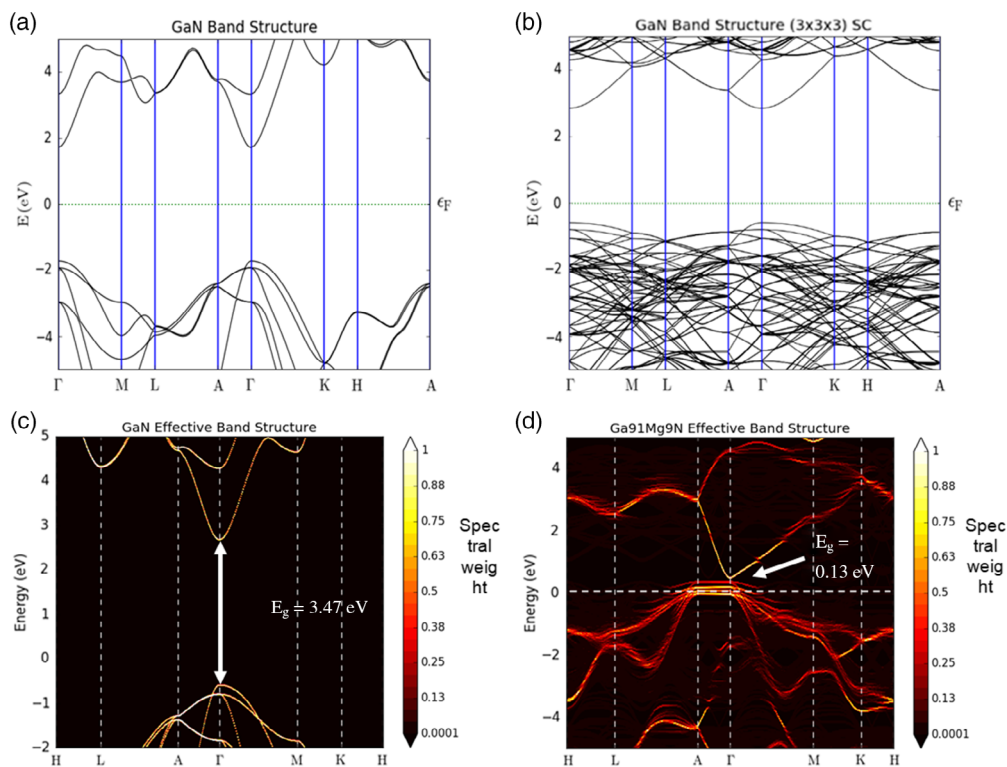 (a)
GaN Band Structure
4
2
0
−2
−4
E (eV)
ϵF
Γ M L A Γ K H A
(b)
GaN Band Structure (3x3x3) SC
4
2
0
−2
−4
E (eV)
ϵF
Γ M L A Γ K H A
(c)
GaN Effective Band Structure
5
4
3
2
1
0
−1
−2
Energy (eV)
Eg = 3.47 eV
H L A Γ M K H
1
0.88
0.75
0.63
0.5
0.38
0.25
0.13
0.0001
Spec
tral
weig
ht
(d)
Ga91Mg9N Effective Band Structure
4
2
0
−2
−4
Energy (eV)
Eg =
0.13 eV
H L A Γ M K H
1
0.88
0.75
0.63
0.5
0.38
0.25
0.13
0.0001
Spec
tral
weig
ht